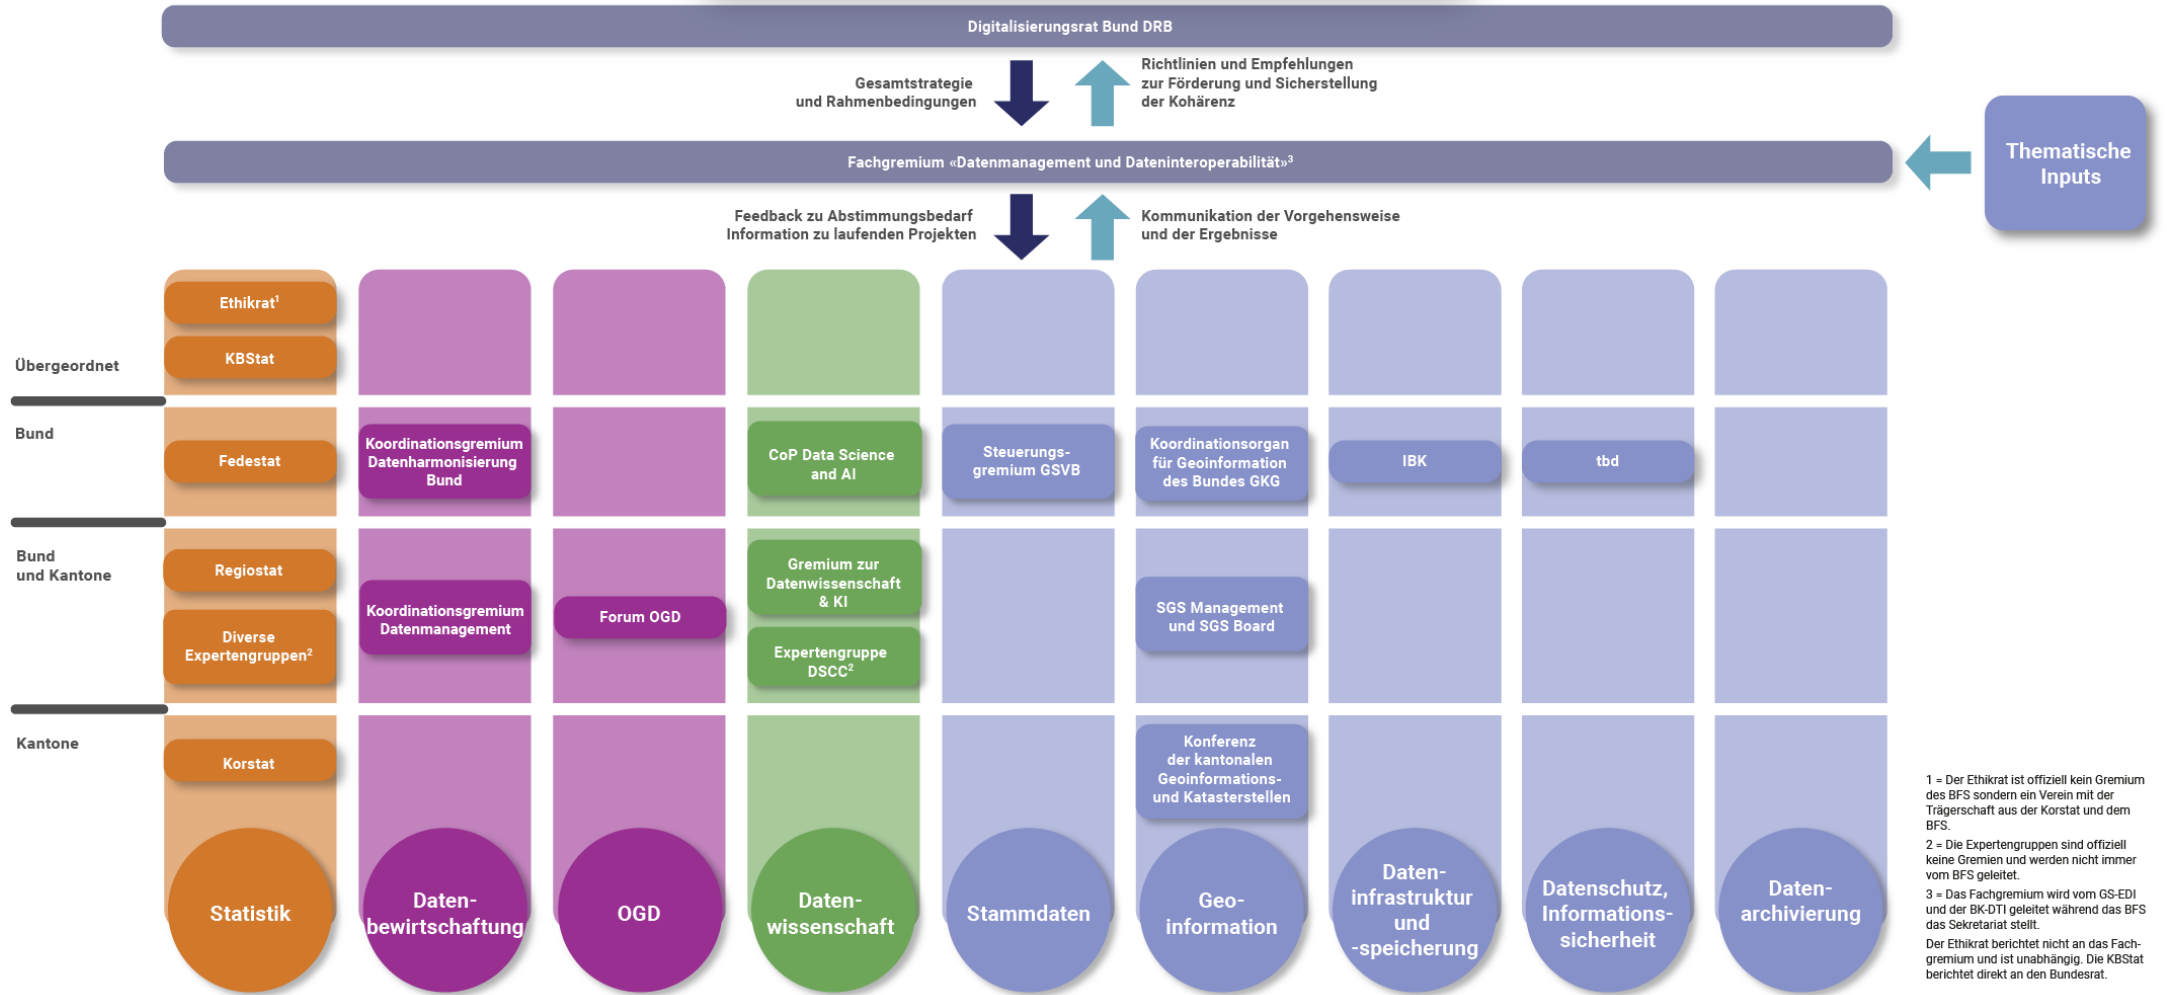 Digitalisierungsrat Bund DRB
Gesamtstrategie
und Rahmenbedingungen
Richtlinien und Empfehlungen
zur Förderung und Sicherstellung
der Kohärenz
Thematische
Inputs
Fachgremium «Datenmanagement und Dateninteroperabilität»³
Feedback zu Abstimmungsbedarf
Information zu laufenden Projekten
Kommunikation der Vorgehensweise
und der Ergebnisse
Übergeordnet
Ethikrat¹
KBStat
Bund
Fedestat
Koordinationsgremium
Datenharmonisierung
Bund
CoP Data Science
and AI
Steuerungs-
gremium GSVB
Koordinationsorgan
für Geoinformation
des Bundes GKG
IBK
tbd
Bund
und Kantone
Regiostat
Diverse
Expertengruppen²
Koordinationsgremium
Datenmanagement
Forum OGD
Gremium zur
Datenwissenschaft
& KI
Expertengruppe
DSCC²
SGS Management
und SGS Board
Kantone
Korstat
Konferenz
der kantonalen
Geoinformations-
und Katasterstellen
Statistik
Daten-
bewirtschaftung
OGD
Daten-
wissenschaft
Stammdaten
Geo-
information
Daten-
infrastruktur
und
-speicherung
Datenschutz,
Informations-
sicherheit
Daten-
archivierung
1 = Der Ethikrat ist offiziell kein Gremium
des BFS sondern ein Verein mit der
Trägerschaft aus der Korstat und dem
BFS.
2 = Die Expertengruppen sind offiziell
keine Gremien und werden nicht immer
vom BFS geleitet.
3 = Das Fachgremium wird vom GS-EDI
und der BK-DTI geleitet während das BFS
das Sekretariat stellt.
Der Ethikrat berichtet nicht an das Fach-
gremium und ist unabhängig. Die KBStat
berichtet direkt an den Bundesrat.